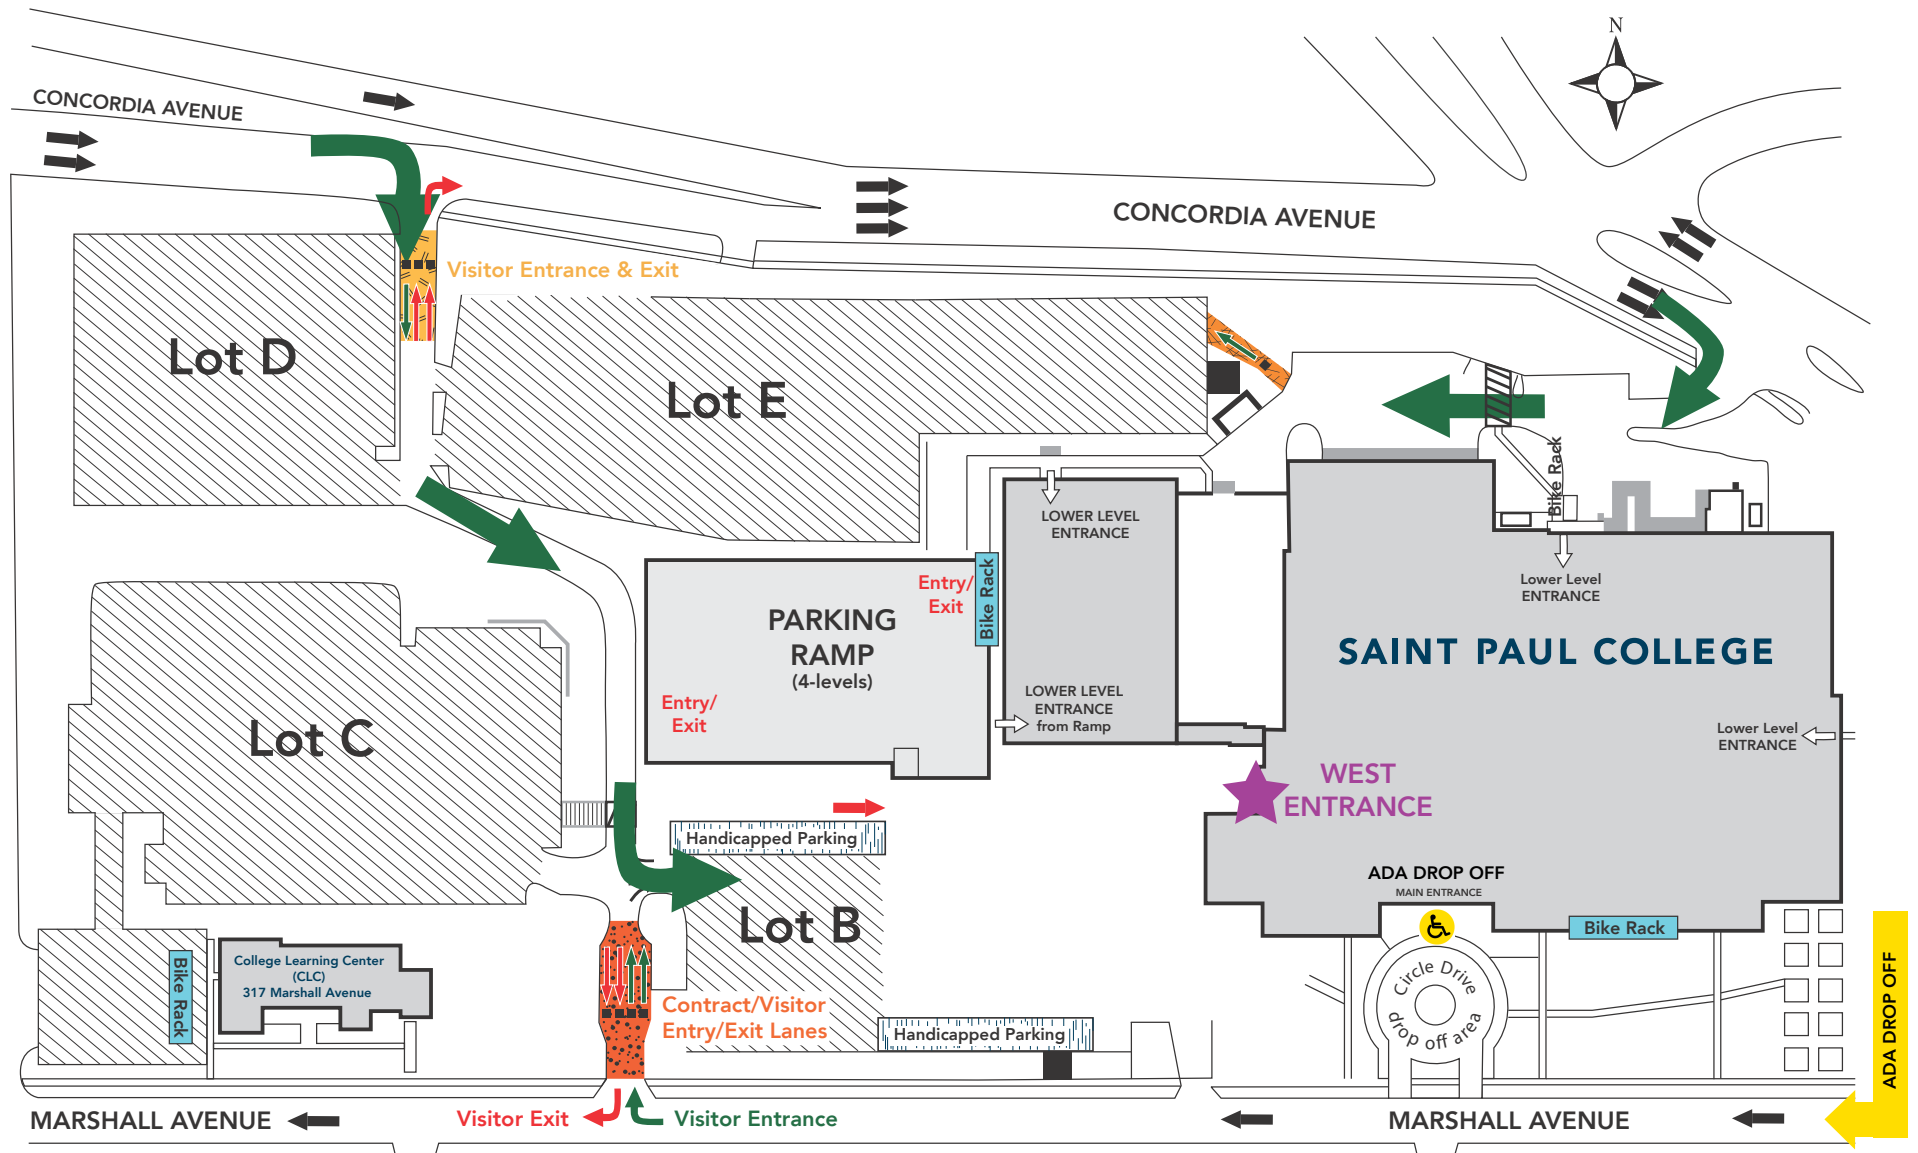 N
CONCORDIA AVENUE
CONCORDIA AVENUE
Visitor Entrance & Exit
Lot D
Lot E
Bike Rack
LOWER LEVEL
ENTRANCE
Lower Level
ENTRANCE
Entry/
Exit
Bike Rack
PARKING
RAMP
(4-levels)
SAINT PAUL COLLEGE
Entry/
Exit
LOWER LEVEL
ENTRANCE
from Ramp
Lot C
Lower Level
ENTRANCE
WEST
ENTRANCE
Handicapped Parking
ADA DROP OFF
MAIN ENTRANCE
Lot B
Bike Rack
Bike Rack
College Learning Center
(CLC)
317 Marshall Avenue
Circle Drive
drop off area
ADA DROP OFF
Contract/Visitor
Entry/Exit Lanes
Handicapped Parking
MARSHALL AVENUE
Visitor Exit
Visitor Entrance
MARSHALL AVENUE